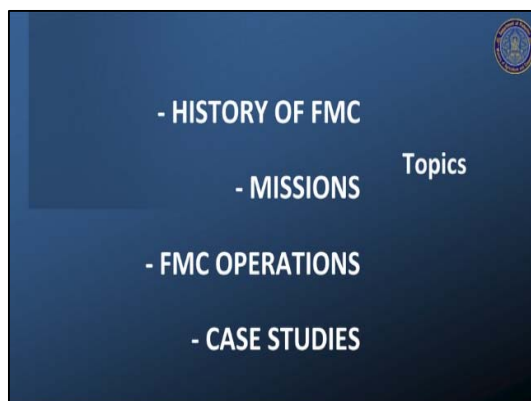 - HISTORY OF FMC
Topics
- MISSIONS
- FMC OPERATIONS
- CASE STUDIES